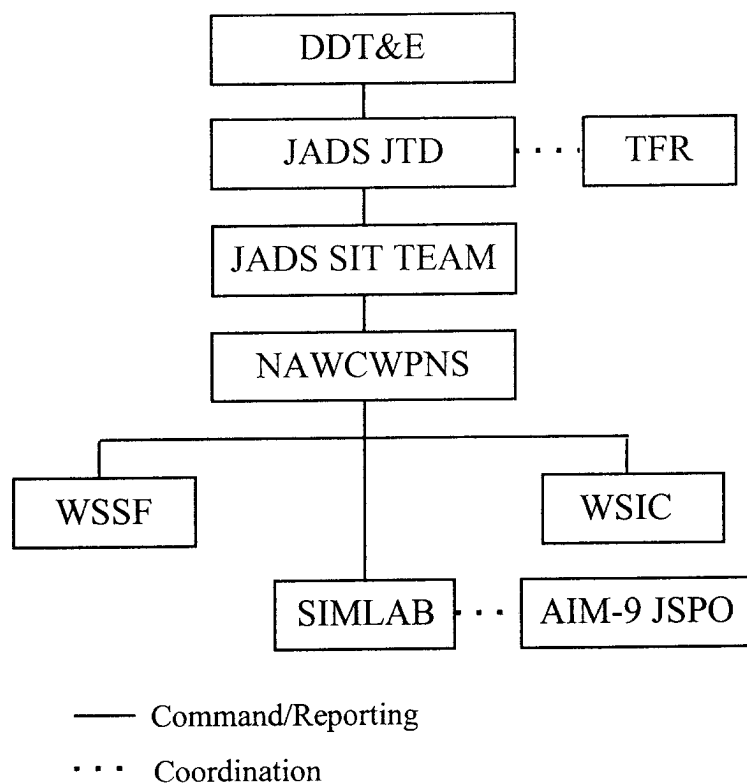 DDT&E
JADS JTD
TFR
JADS SIT TEAM
NAWCWPNS
WSSF
WSIC
SIMLAB
AIM-9 JSPO
Command/Reporting
Coordination